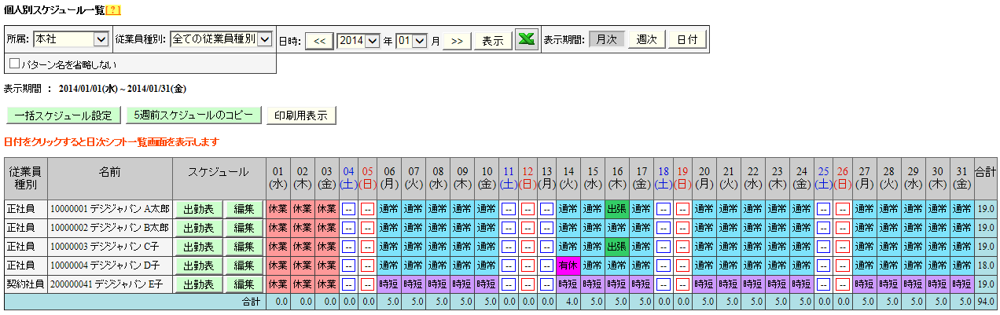 個人別スケジュール一覧[？]
所属: 本社 従業員種別: 全ての従業員種別 日時: << 2014 年 01 月 >> 表示 表示期間: 月次 週次 日付
パターン名を省略しない
表示期間 ： 2014/01/01(水) ~ 2014/01/31(金)
一括スケジュール設定 5週前スケジュールのコピー 印刷用表示
日付をクリックすると日次シフト一覧画面を表示します
従業員 名前 スケジュール 01 02 03 04 05 06 07 08 09 10 11 12 13 14 15 16 17 18 19 20 21 22 23 24 25 26 27 28 29 30 31 合計
種別 (水) (木) (金) (土) (日) (月) (火) (水) (木) (金) (土) (日) (月) (火) (水) (木) (金) (土) (日) (月) (火) (水) (木) (金) (土) (日) (月) (火) (水) (木) (金)
正社員 10000001 デジジャパン A太郎 出勤表 編集 休業 休業 休業 -- -- 通常 通常 通常 通常 通常 -- -- -- 通常 通常 出張 通常 -- -- 通常 通常 通常 通常 通常 -- -- 通常 通常 通常 通常 通常 19.0
正社員 10000002 デジジャパン B太郎 出勤表 編集 休業 休業 休業 -- -- 通常 通常 通常 通常 通常 -- -- -- 通常 通常 通常 通常 -- -- 通常 通常 通常 通常 通常 -- -- 通常 通常 通常 通常 通常 19.0
正社員 10000003 デジジャパン C子 出勤表 編集 休業 休業 休業 -- -- 通常 通常 通常 通常 通常 -- -- -- 通常 通常 出張 通常 -- -- 通常 通常 通常 通常 通常 -- -- 通常 通常 通常 通常 通常 19.0
正社員 10000004 デジジャパン D子 出勤表 編集 休業 休業 休業 -- -- 通常 通常 通常 通常 通常 -- -- -- 有休 通常 通常 通常 -- -- 通常 通常 通常 通常 通常 -- -- 通常 通常 通常 通常 通常 18.0
契約社員 20000041 デジジャパン E子 出勤表 編集 休業 休業 休業 -- -- 時短 時短 時短 時短 時短 -- -- -- 時短 時短 時短 時短 -- -- 時短 時短 時短 時短 時短 -- -- 時短 時短 時短 時短 時短 19.0
合計 0.0 0.0 0.0 0.0 0.0 5.0 5.0 5.0 5.0 5.0 0.0 0.0 0.0 4.0 5.0 5.0 5.0 0.0 0.0 5.0 5.0 5.0 5.0 5.0 0.0 0.0 5.0 5.0 5.0 5.0 5.0 94.0